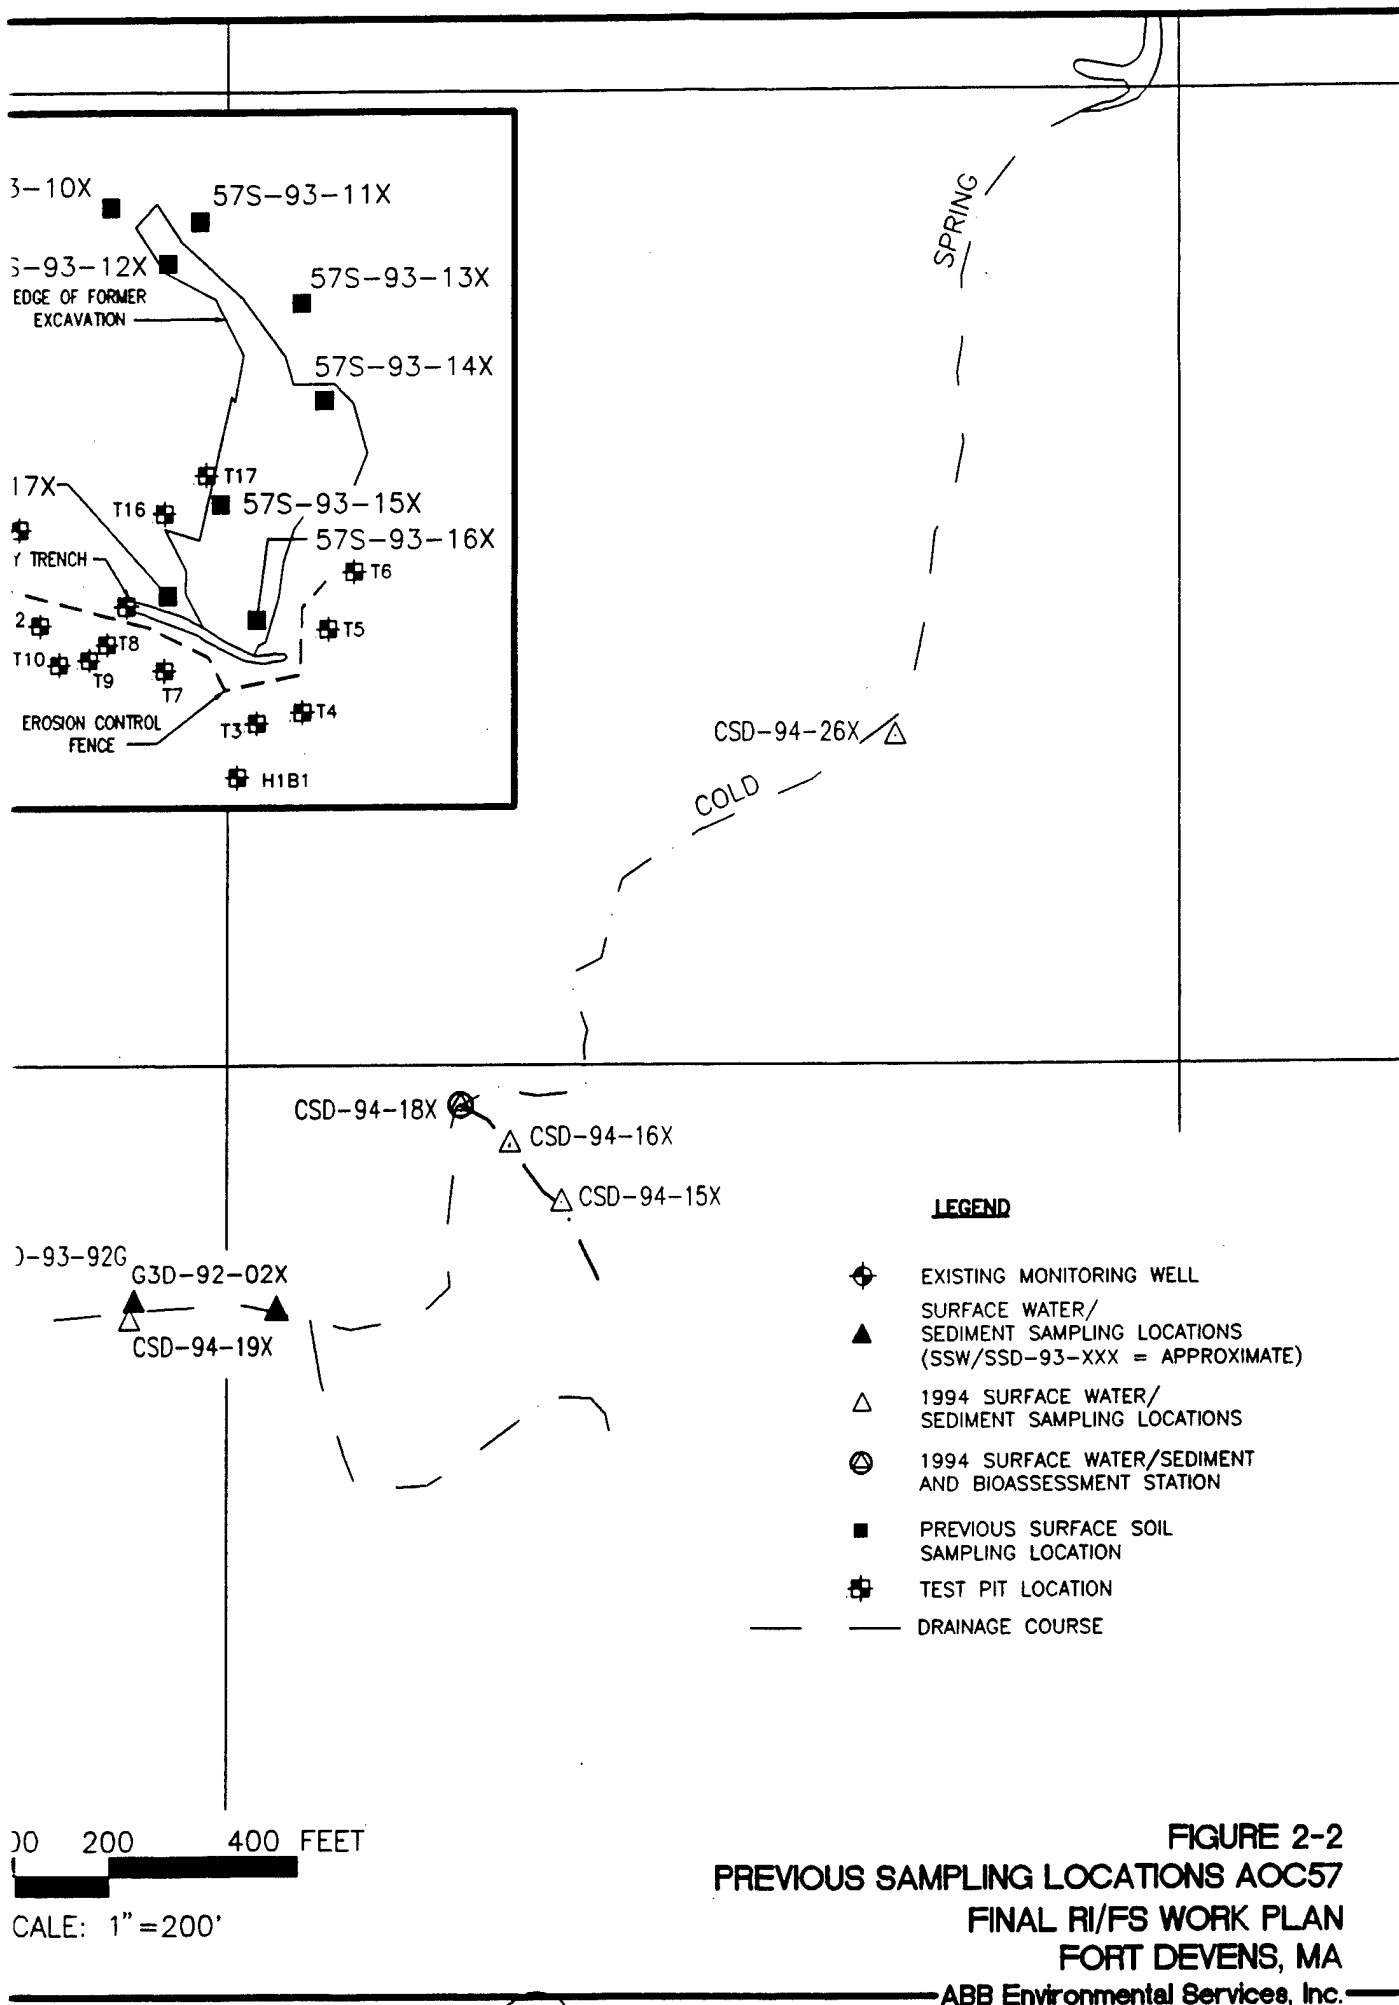 3-10X
57S-93-11X
S-93-12X
57S-93-13X
EDGE OF FORMER
EXCAVATION
57S-93-14X
T17
17X
57S-93-15X
T16
57S-93-16X
Y TRENCH
T6
2
T5
T8
T10
T9
T7
EROSION CONTROL
FENCE
T3
T4
H1B1
SPRING
CSD-94-26X
COLD
CSD-94-18X
CSD-94-16X
CSD-94-15X
D-93-92G
G3D-92-02X
CSD-94-19X
LEGEND
EXISTING MONITORING WELL
SURFACE WATER/
SEDIMENT SAMPLING LOCATIONS
(SSW/SSD-93-XXX = APPROXIMATE)
1994 SURFACE WATER/
SEDIMENT SAMPLING LOCATIONS
1994 SURFACE WATER/SEDIMENT
AND BIOASSESSMENT STATION
PREVIOUS SURFACE SOIL
SAMPLING LOCATION
TEST PIT LOCATION
DRAINAGE COURSE
00 200 400 FEET
CALE: 1"=200'
FIGURE 2-2
PREVIOUS SAMPLING LOCATIONS AOC57
FINAL RI/FS WORK PLAN
FORT DEVENS, MA
ABB Environmental Services, Inc.